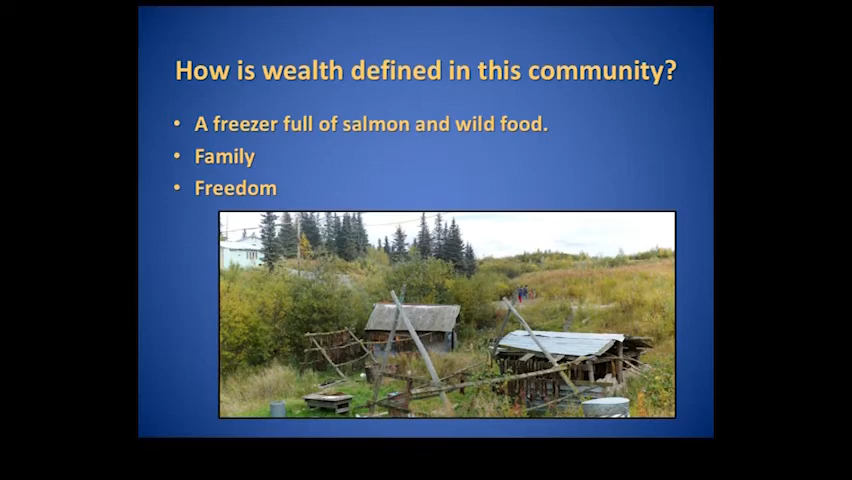 How is wealth defined in this community?
• A freezer full of salmon and wild food.
• Family
• Freedom